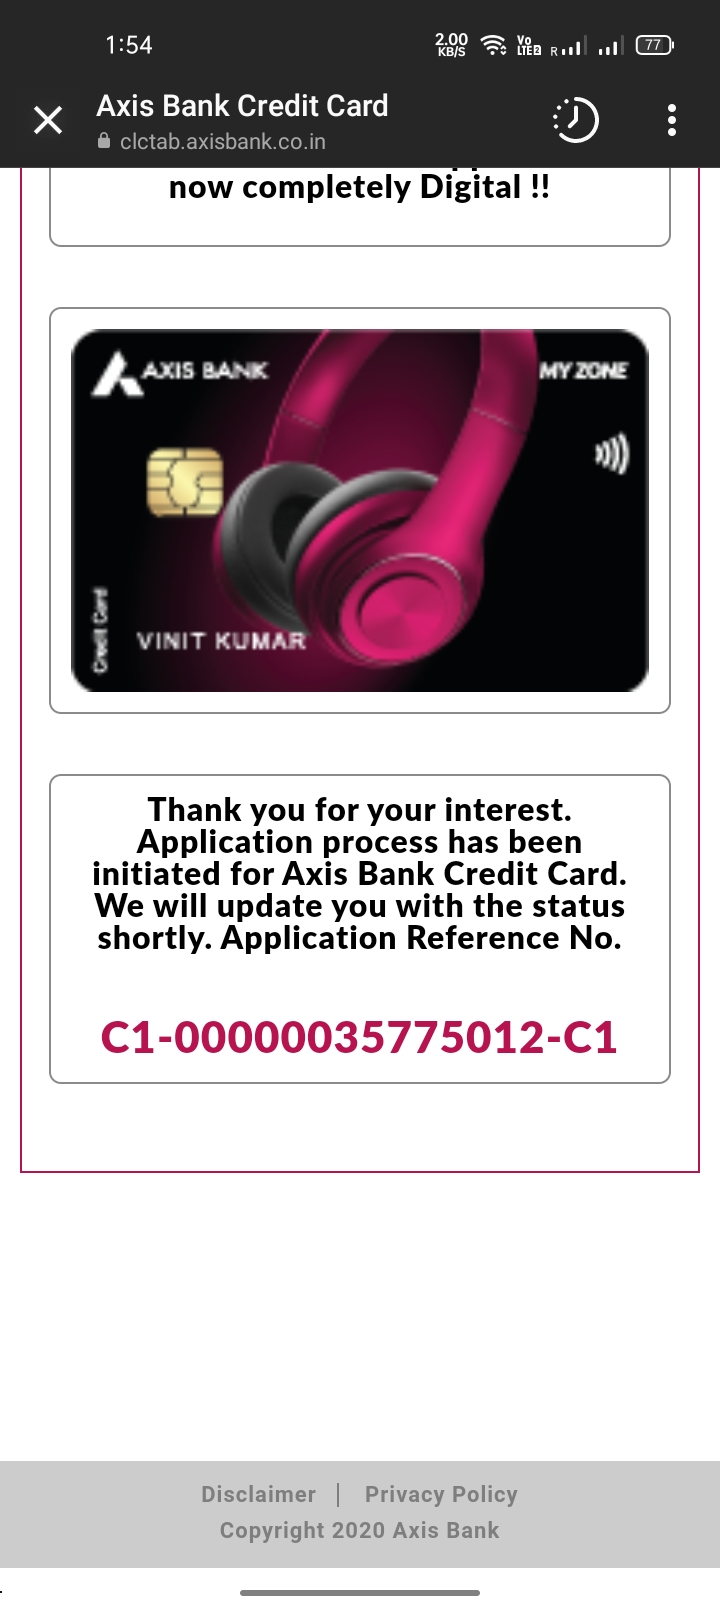 1:54
2.00
KB/S
Vo
LTE2
R
77
Axis Bank Credit Card
clctab.axisbank.co.in
now completely Digital !!
AXIS BANK
MY ZONE
Credit Card
VINIT KUMAR
Thank you for your interest.
Application process has been
initiated for Axis Bank Credit Card.
We will update you with the status
shortly. Application Reference No.
C1-00000035775012-C1
Disclaimer | Privacy Policy
Copyright 2020 Axis Bank